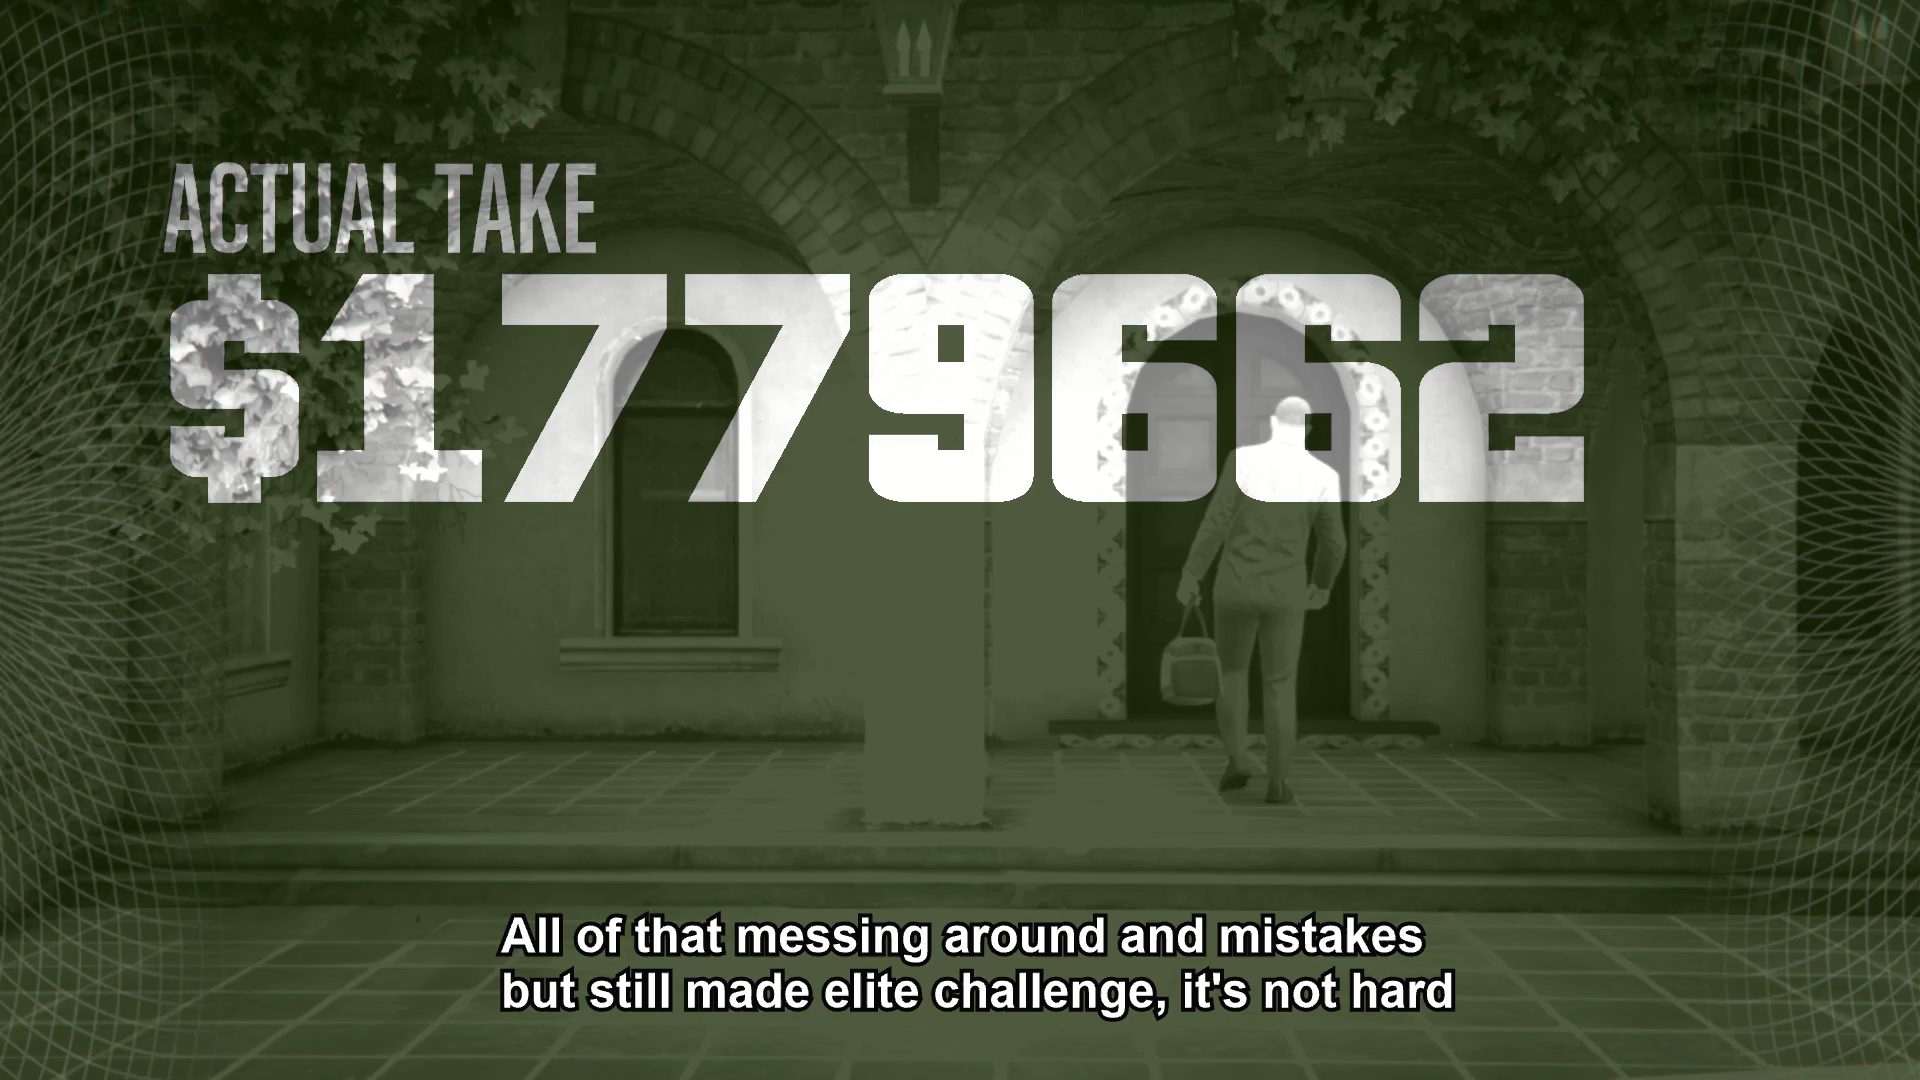 ACTUAL TAKE
$1779662
All of that messing around and mistakes
but still made elite challenge, it's not hard